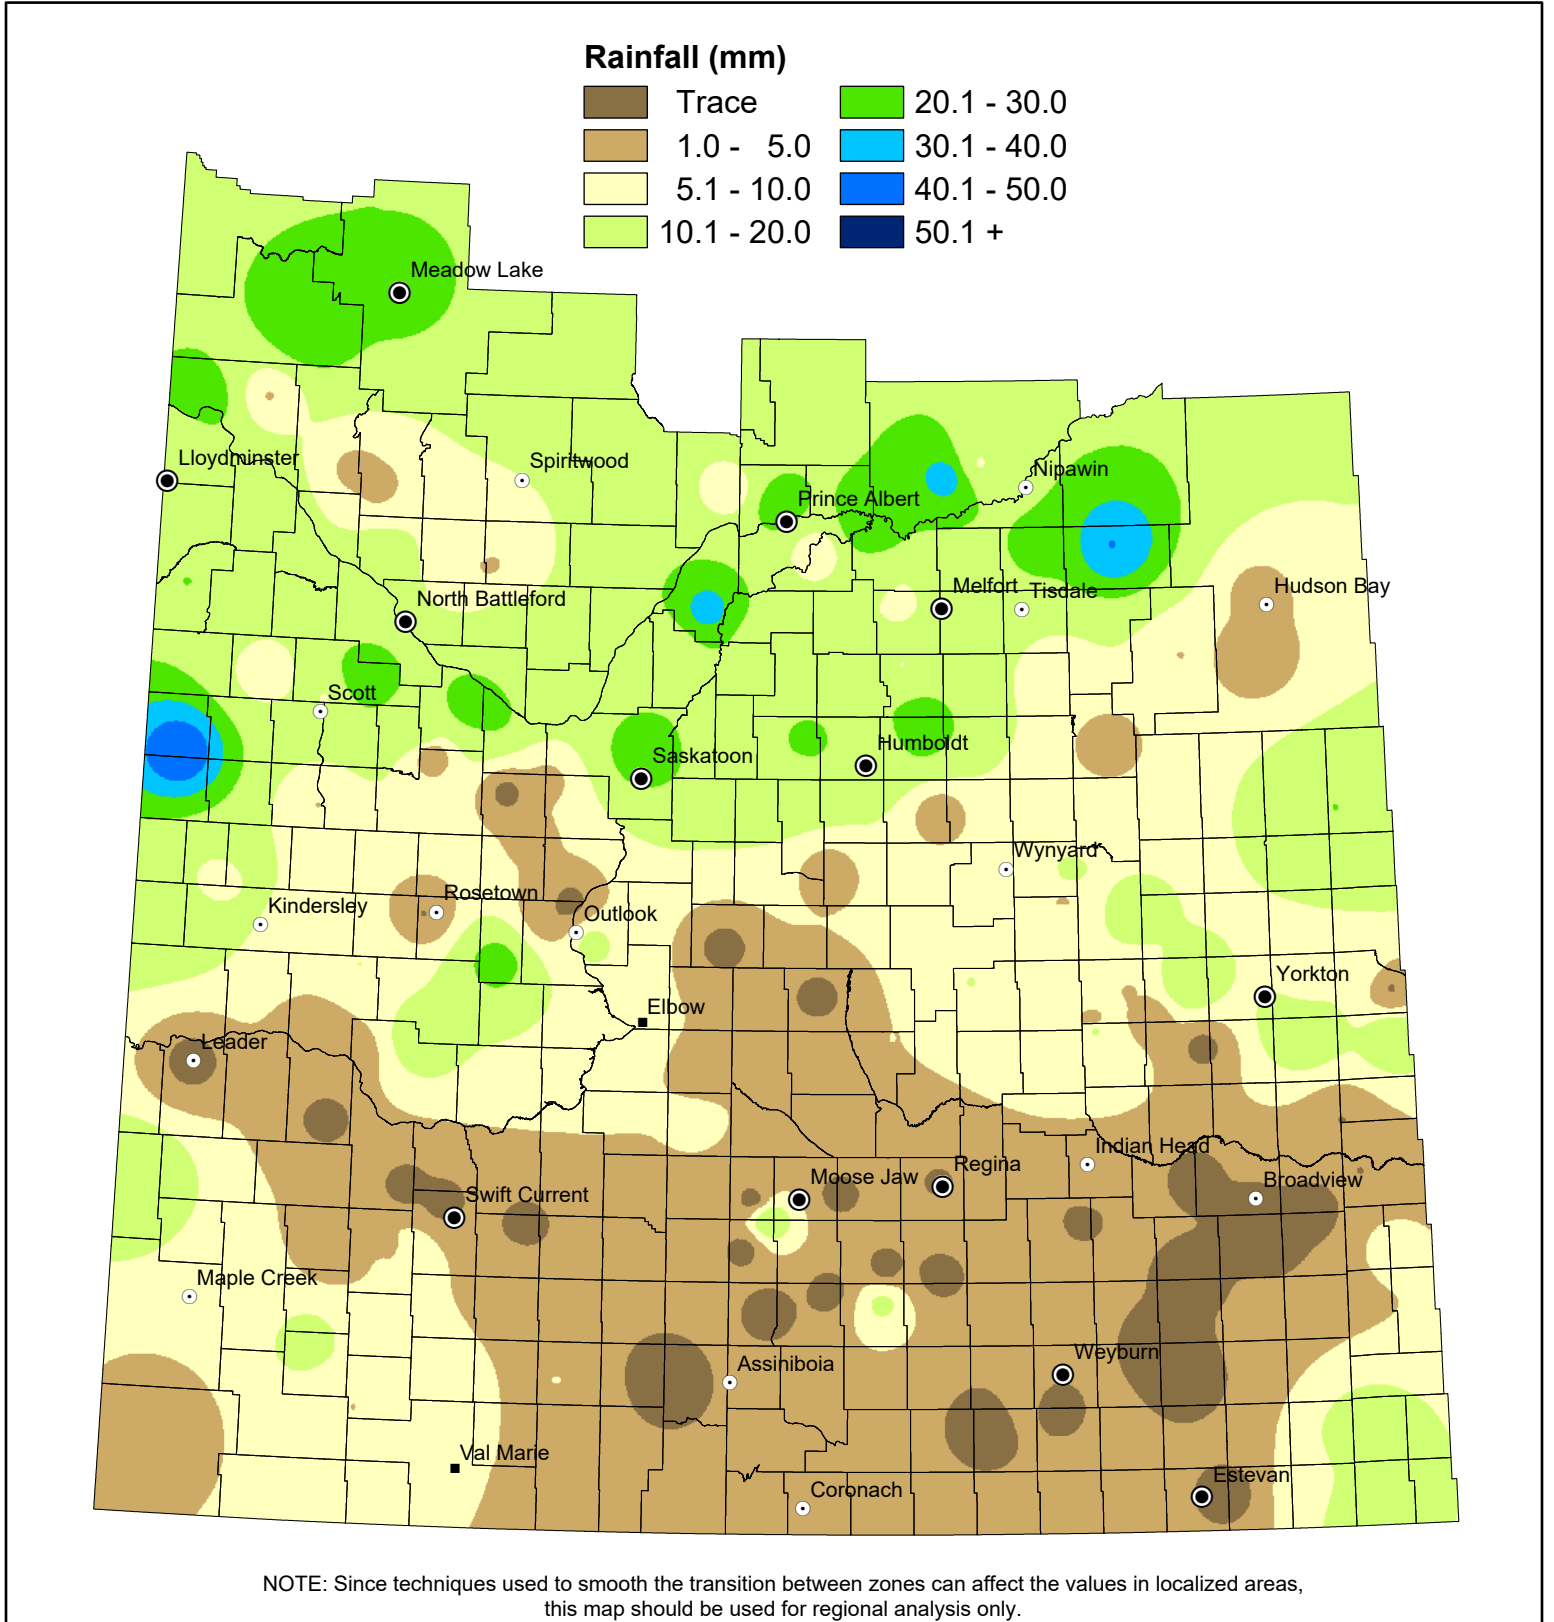 Rainfall (mm)
Trace
20.1 - 30.0
1.0 - 5.0
30.1 - 40.0
5.1 - 10.0
40.1 - 50.0
10.1 - 20.0
50.1 +
Meadow Lake
Lloydminster
Spiritwood
Nipawin
Prince Albert
Hudson Bay
Melfort
Tisdale
North Battleford
Scott
Saskatoon
Humboldt
Wynyard
Rosetown
Kindersley
Outlook
Yorkton
Elbow
Leader
Indian Head
Regina
Moose Jaw
Broadview
Swift Current
Maple Creek
Weyburn
Assiniboia
Val Marie
Estevan
Coronach
NOTE: Since techniques used to smooth the transition between zones can affect the values in localized areas,
this map should be used for regional analysis only.